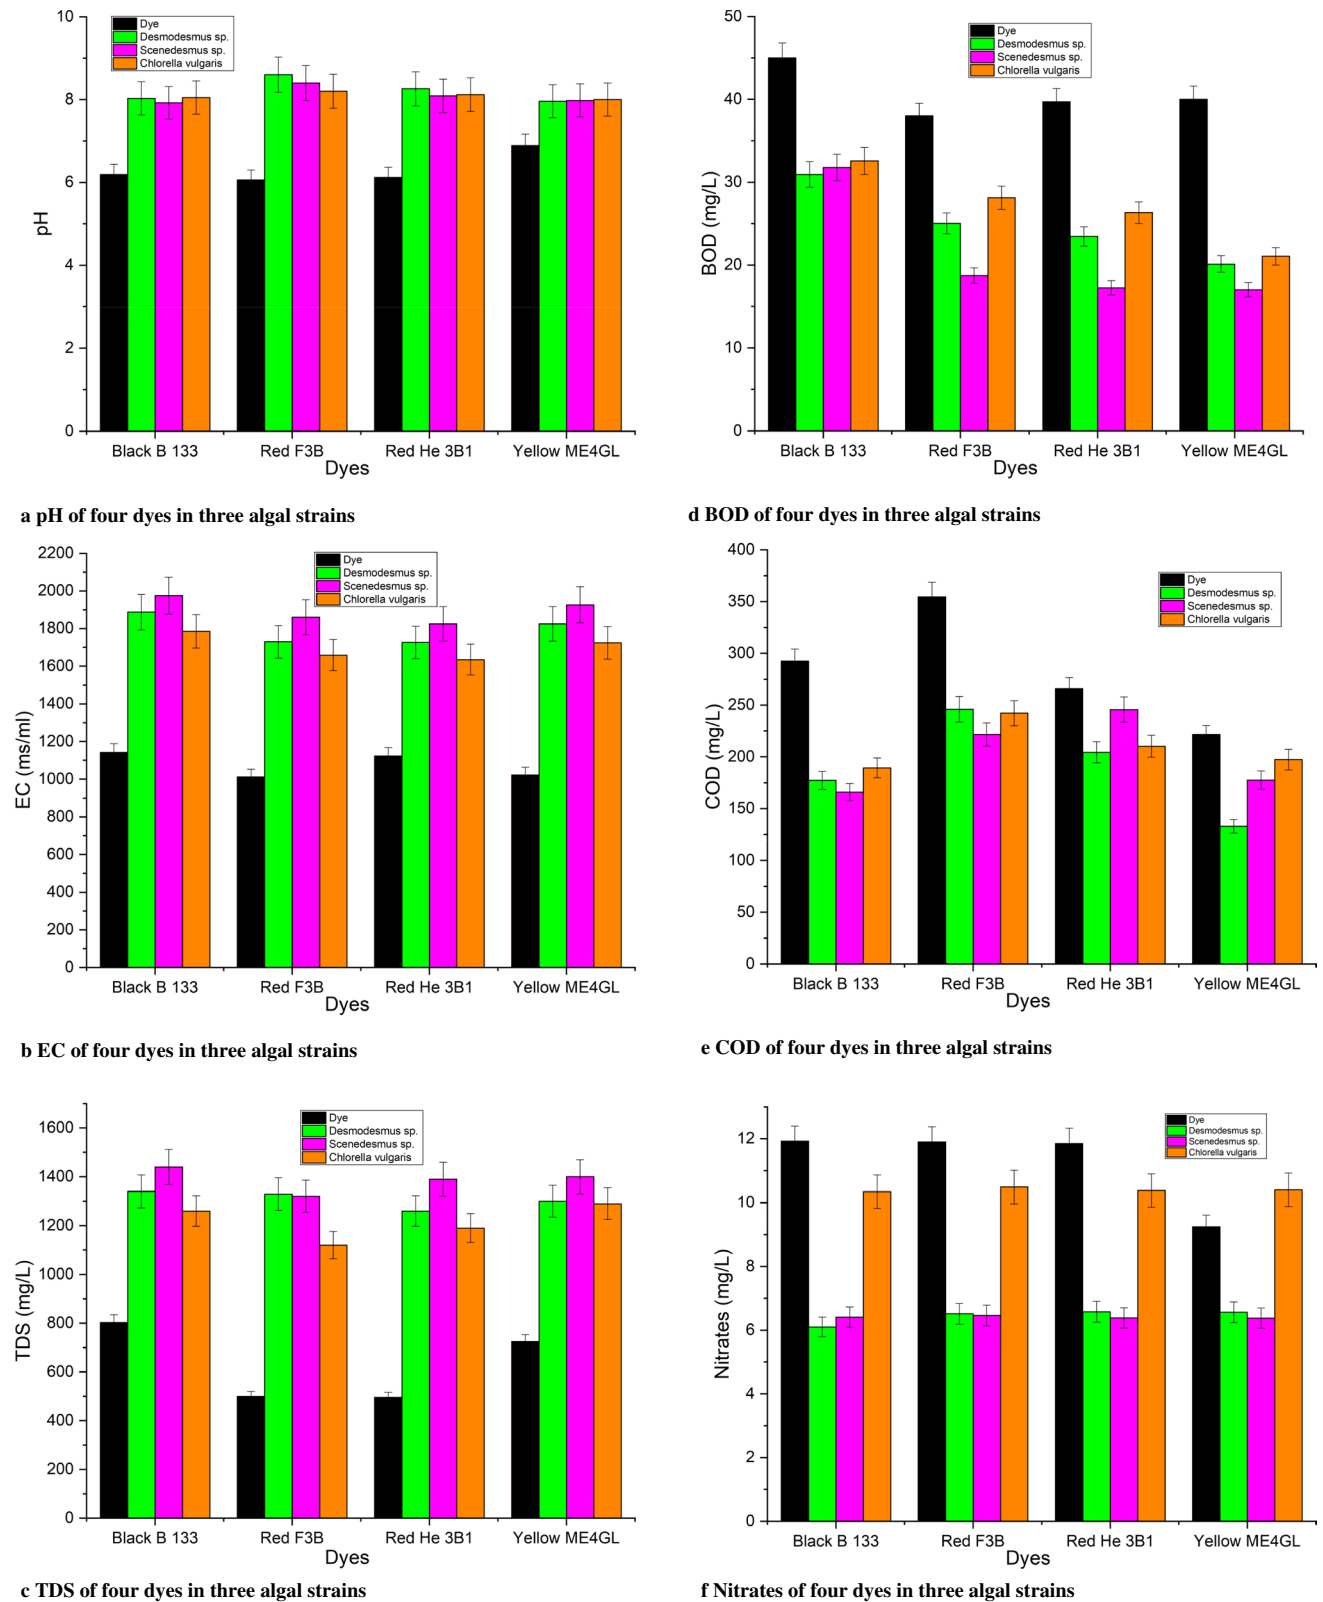 10
8
6
4
2
0
pH
Dye
Desmodesmus sp.
Scenedesmus sp.
Chlorella vulgaris
Black B 133 Red F3B Red He 3B1 Yellow ME4GL
Dyes
a pH of four dyes in three algal strains
50
40
30
20
10
0
BOD (mg/L)
Dye
Desmodesmus sp.
Scenedesmus sp.
Chlorella vulgaris
Black B 133 Red F3B Red He 3B1 Yellow ME4GL
Dyes
d BOD of four dyes in three algal strains
2200
2000
1800
1600
1400
1200
1000
800
600
400
200
0
EC (ms/ml)
Dye
Desmodesmus sp.
Scenedesmus sp.
Chlorella vulgaris
Black B 133 Red F3B Red He 3B1 Yellow ME4GL
Dyes
b EC of four dyes in three algal strains
400
350
300
250
200
150
100
50
0
COD (mg/L)
Dye
Desmodesmus sp.
Scenedesmus sp.
Chlorella vulgaris
Black B 133 Red F3B Red He 3B1 Yellow ME4GL
Dyes
e COD of four dyes in three algal strains
1600
1400
1200
1000
800
600
400
200
0
TDS (mg/L)
Dye
Desmodesmus sp.
Scenedesmus sp.
Chlorella vulgaris
Black B 133 Red F3B Red He 3B1 Yellow ME4GL
Dyes
c TDS of four dyes in three algal strains
12
10
8
6
4
2
0
Nitrates (mg/L)
Dye
Desmodesmus sp.
Scenedesmus sp.
Chlorella vulgaris
Black B 133 Red F3B Red He 3B1 Yellow ME4GL
Dyes
f Nitrates of four dyes in three algal strains